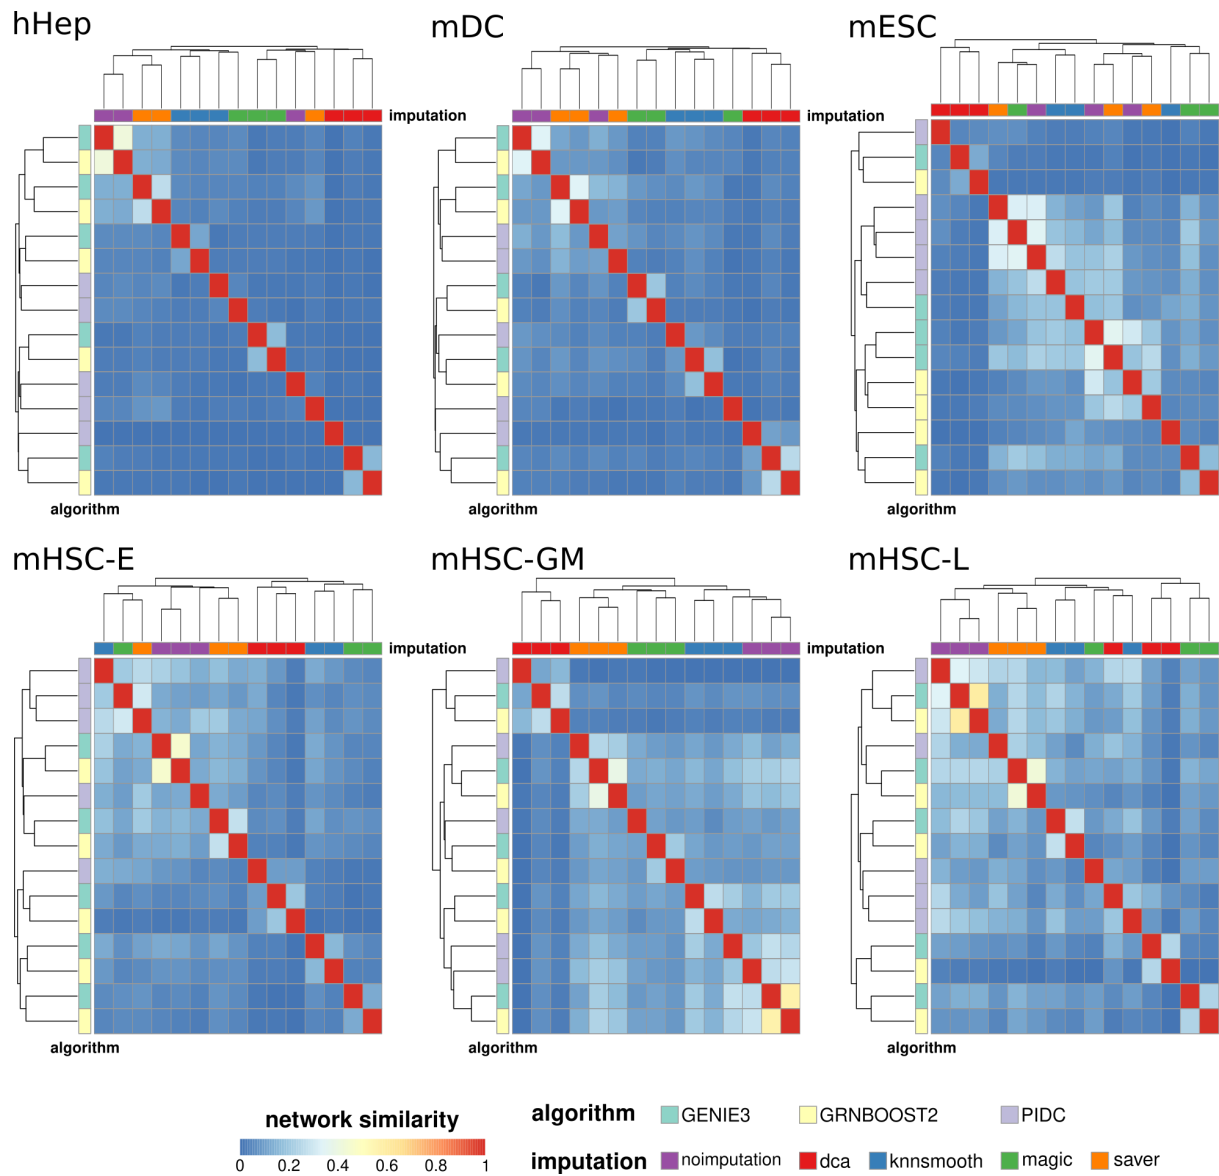 hHep
mDC
mESC
imputation
imputation
algorithm
algorithm
algorithm
mHSC-E
mHSC-GM
mHSC-L
imputation
imputation
algorithm
algorithm
algorithm
network similarity
0 0.2 0.4 0.6 0.8 1
algorithm GENIE3 GRNBOOST2 PIDC
imputation noimputation dca knnsmooth magic saver